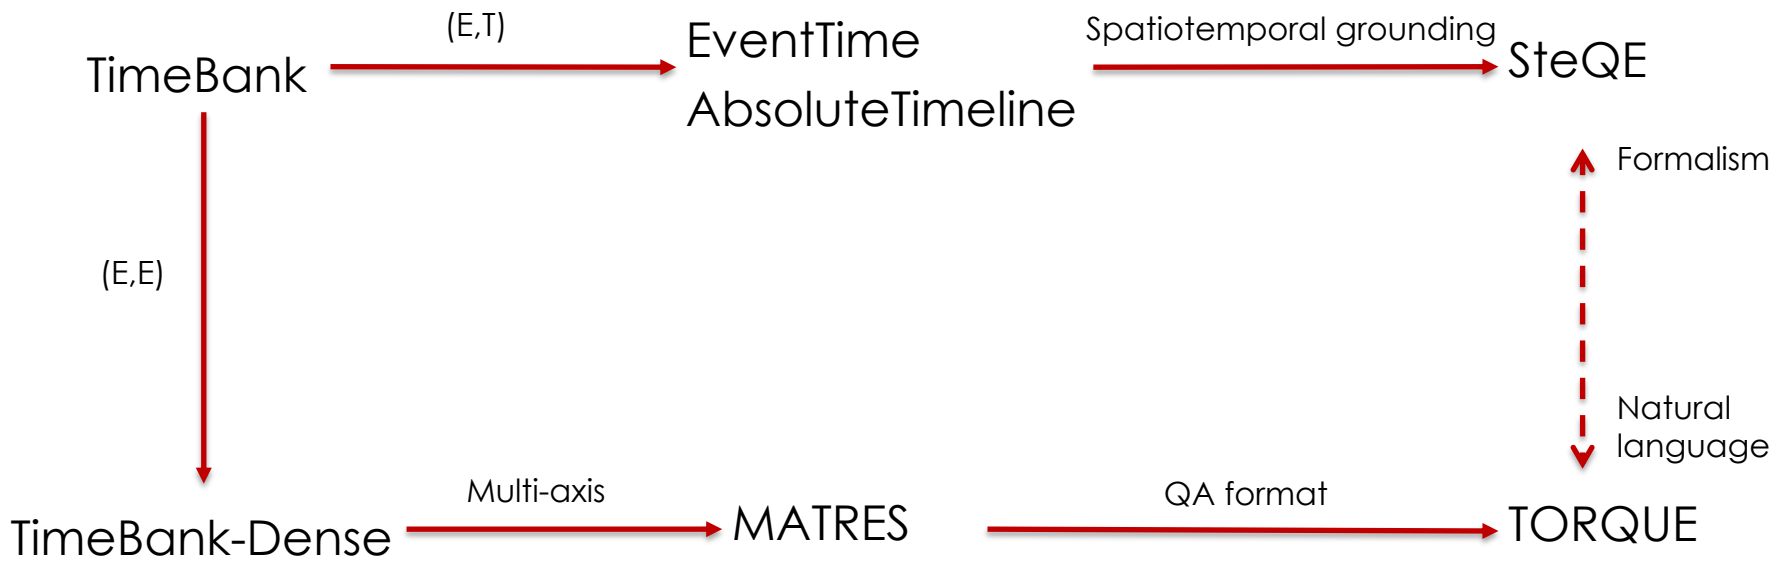 (E,T)
EventTime
Spatiotemporal grounding
SteQE
TimeBank
AbsoluteTimeline
Formalism
(E,E)
Natural
language
Multi-axis
QA format
TimeBank-Dense
MATRES
TORQUE